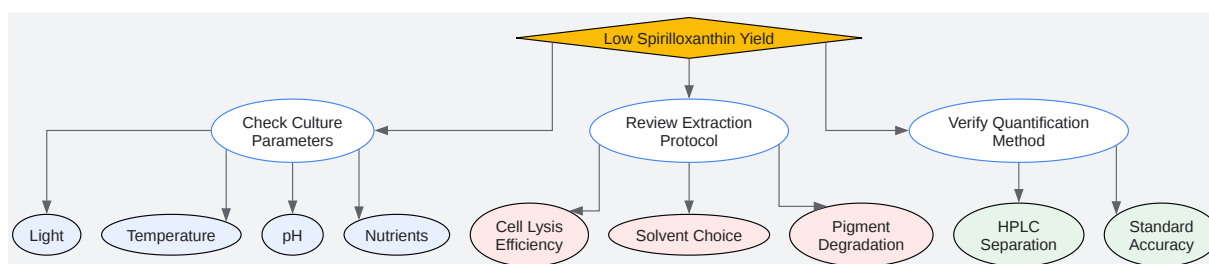 Low Spirilloxanthin Yield
Check Culture
Parameters
Review Extraction
Protocol
Verify Quantification
Method
Light
Temperature
pH
Nutrients
Cell Lysis
Efficiency
Solvent Choice
Pigment
Degradation
HPLC
Separation
Standard
Accuracy